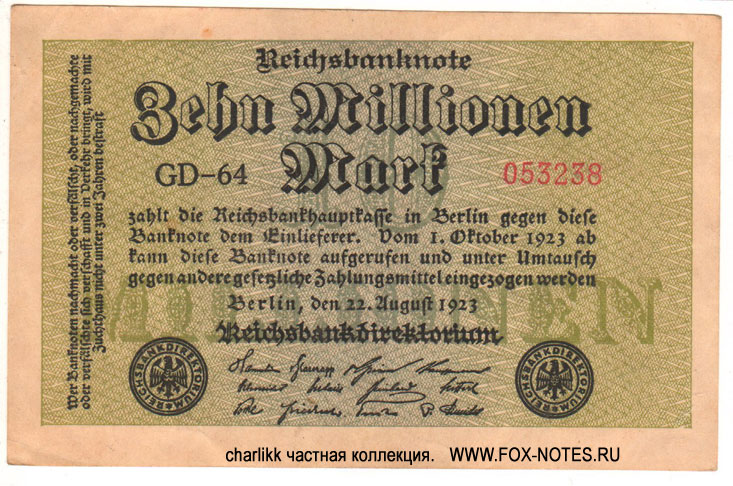 Reichsbanknote
Zehn Millionen
Mark
GD-64
053238
zahlt die Reichsbankhauptkasse in Berlin gegen diese
Banknote dem Einlieferer. Vom 1. Oktober 1923 ab
kann diese Banknote aufgerufen und unter Umtausch
gegen andere gesetzliche Zahlungsmittel eingezogen werden
Berlin, den 22. August 1923
Reichsbankdirektorium
Wer Banknoten nachmacht oder verfälscht, oder nachgemachte
oder verfälschte sich verschafft und in Verkehr bringt, wird mit
Zuchthaus nicht unter zwei Jahren bestraft
REICHSBANKDIREKTORIUM
REICHSBANKDIREKTORIUM
charlikk частная коллекция. WWW.FOX-NOTES.РУ